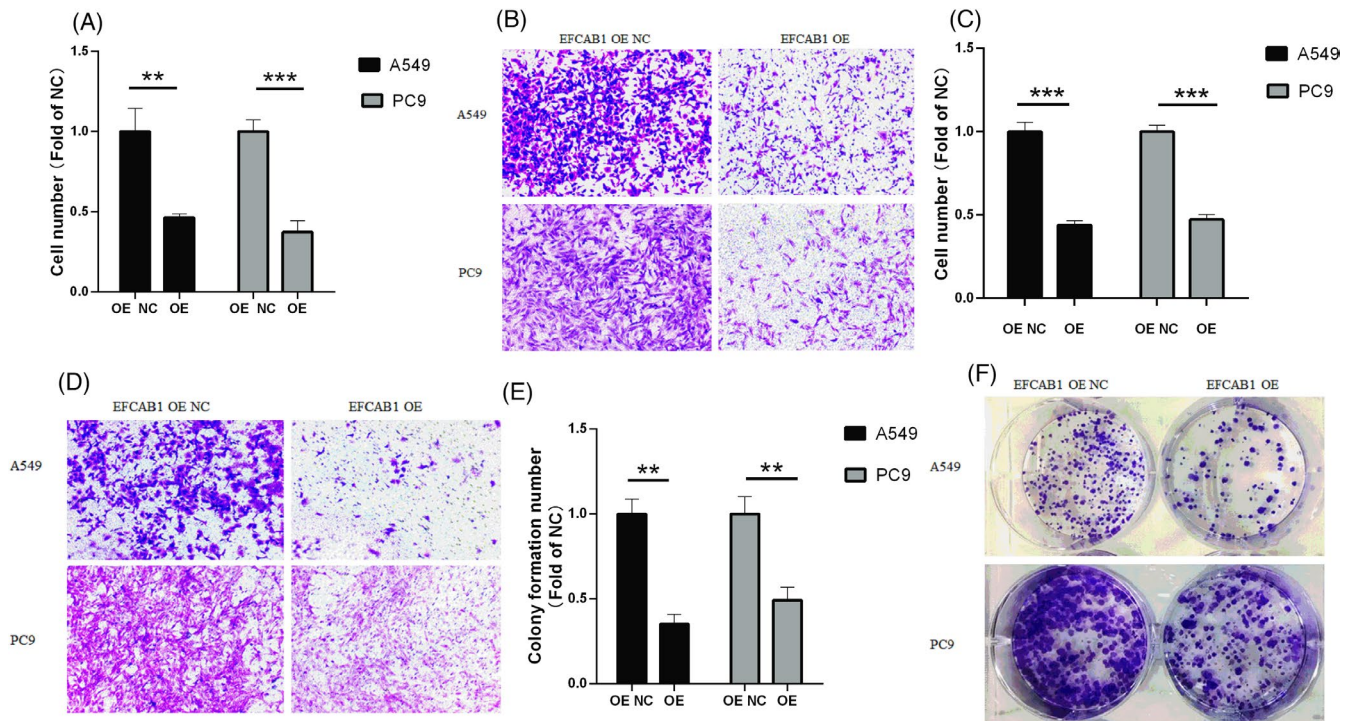 (A)
Cell number (Fold of NC)
1.5
1.0
0.5
0.0
** ***
A549
PC9
OE NC OE OE NC OE
(B)
EFCAB1 OE NC EFCAB1 OE
A549
PC9
(C)
Cell number (Fold of NC)
1.5
1.0
0.5
0.0
*** ***
A549
PC9
OE NC OE OE NC OE
(D)
EFCAB1 OE NC EFCAB1 OE
A549
PC9
(E)
Colony formation number
(Fold of NC)
1.5
1.0
0.5
0.0
** **
A549
PC9
OE NC OE OE NC OE
(F)
EFCAB1 OE NC EFCAB1 OE
A549
PC9